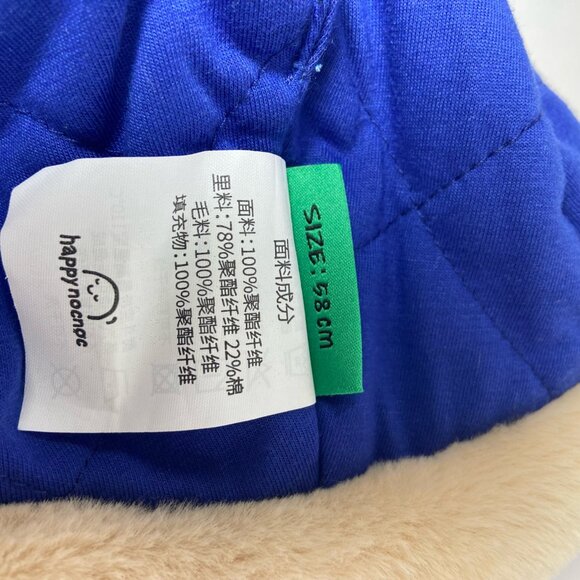 面料成分
面料:100%聚酯纤维
里料:78%聚酯纤维 22%棉
毛料:100%聚酯纤维
填充物:100%聚酯纤维
happynocnoc
SIZE:58cm